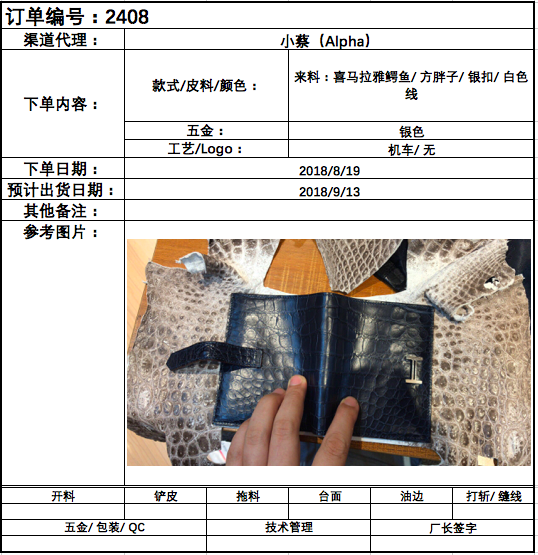 订单编号：2408
渠道代理：
小蔡（Alpha）
下单内容：
款式/皮料/颜色：
来料：喜马拉雅鳄鱼/ 方胖子/ 银扣/ 白色
线
五金：
银色
工艺/Logo：
机车/ 无
下单日期：
2018/8/19
预计出货日期：
2018/9/13
其他备注：
参考图片：
开料
铲皮
拖料
台面
油边
打斩/ 缝线
五金/ 包装/ QC
技术管理
厂长签字